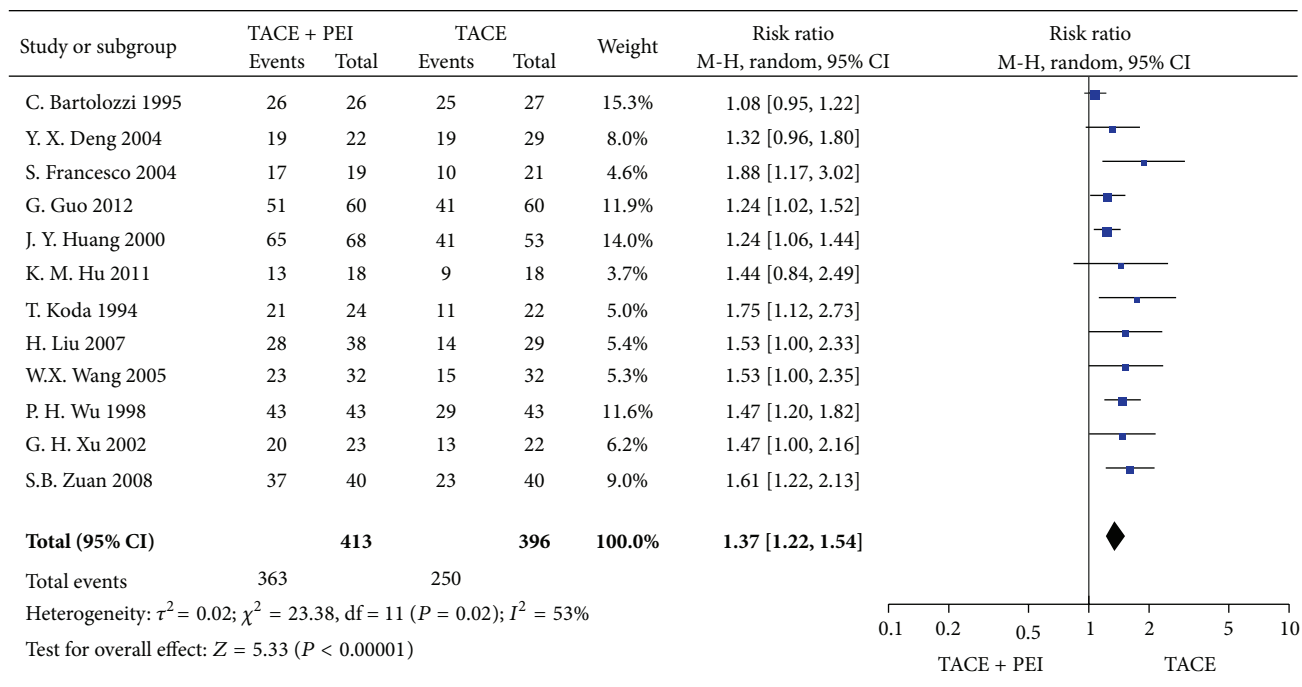 Study or subgroup TACE + PEI TACE Weight Risk ratio Risk ratio
Events Total Events Total M-H, random, 95% CI M-H, random, 95% CI
C. Bartolozzi 1995 26 26 25 27 15.3% 1.08 [0.95, 1.22]
Y. X. Deng 2004 19 22 19 29 8.0% 1.32 [0.96, 1.80]
S. Francesco 2004 17 19 10 21 4.6% 1.88 [1.17, 3.02]
G. Guo 2012 51 60 41 60 11.9% 1.24 [1.02, 1.52]
J. Y. Huang 2000 65 68 41 53 14.0% 1.24 [1.06, 1.44]
K. M. Hu 2011 13 18 9 18 3.7% 1.44 [0.84, 2.49]
T. Koda 1994 21 24 11 22 5.0% 1.75 [1.12, 2.73]
H. Liu 2007 28 38 14 29 5.4% 1.53 [1.00, 2.33]
W.X. Wang 2005 23 32 15 32 5.3% 1.53 [1.00, 2.35]
P. H. Wu 1998 43 43 29 43 11.6% 1.47 [1.20, 1.82]
G. H. Xu 2002 20 23 13 22 6.2% 1.47 [1.00, 2.16]
S.B. Zuan 2008 37 40 23 40 9.0% 1.61 [1.22, 2.13]
Total (95% CI) 413 396 100.0% 1.37 [1.22, 1.54]
Total events 363 250
Heterogeneity: τ² = 0.02; χ² = 23.38, df = 11 (P = 0.02); I² = 53%
Test for overall effect: Z = 5.33 (P < 0.00001)
0.1 0.2 0.5 1 2 5 10
TACE + PEI TACE